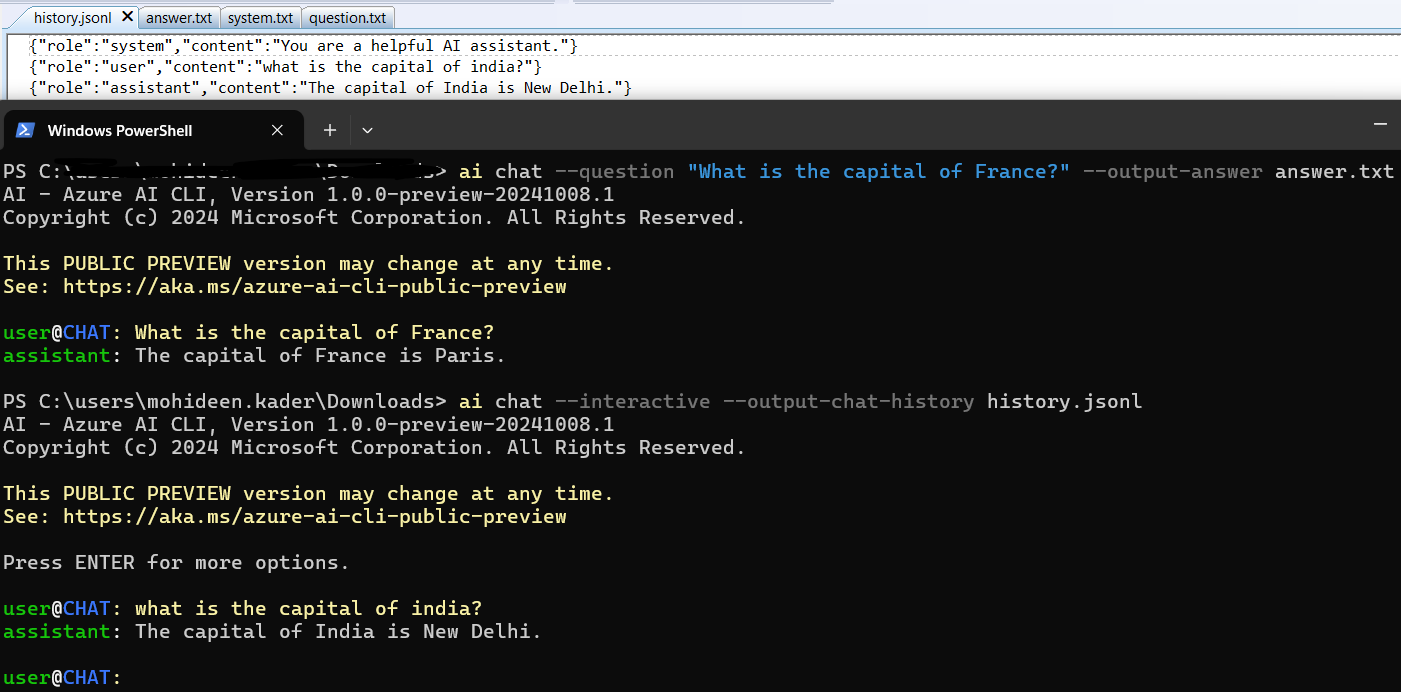 history.jsonl answer.txt system.txt question.txt
{"role":"system","content":"You are a helpful AI assistant."}
{"role":"user","content":"what is the capital of india?"}
{"role":"assistant","content":"The capital of India is New Delhi."}
Windows PowerShell
PS C:\ > ai chat --question "What is the capital of France?" --output-answer answer.txt
AI - Azure AI CLI, Version 1.0.0-preview-20241008.1
Copyright (c) 2024 Microsoft Corporation. All Rights Reserved.
This PUBLIC PREVIEW version may change at any time.
See: https://aka.ms/azure-ai-cli-public-preview
user@CHAT: What is the capital of France?
assistant: The capital of France is Paris.
PS C:\users\mohideen.kader\Downloads> ai chat --interactive --output-chat-history history.jsonl
AI - Azure AI CLI, Version 1.0.0-preview-20241008.1
Copyright (c) 2024 Microsoft Corporation. All Rights Reserved.
This PUBLIC PREVIEW version may change at any time.
See: https://aka.ms/azure-ai-cli-public-preview
Press ENTER for more options.
user@CHAT: what is the capital of india?
assistant: The capital of India is New Delhi.
user@CHAT: